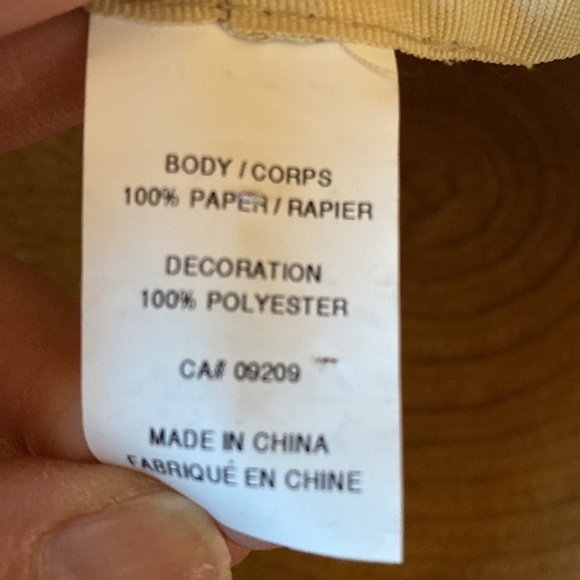 BODY / CORPS
100% PAPER / RAPIER
DECORATION
100% POLYESTER
CA# 09209
MADE IN CHINA
FABRIQUÉ EN CHINE